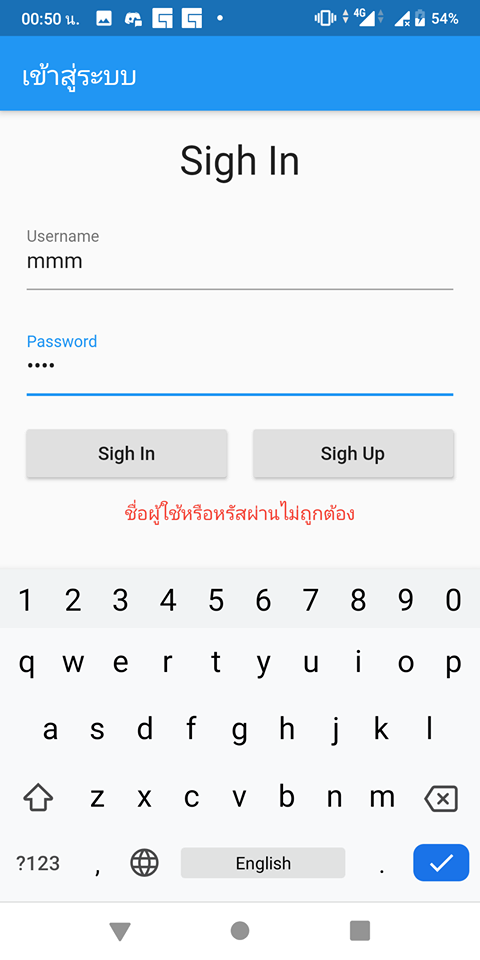 00:50 น. 4G 54%
เข้าสู่ระบบ
Sigh In
Username
mmm
Password
••••
Sigh In Sigh Up
ชื่อผู้ใช้หรือหรัสผ่านไม่ถูกต้อง
1 2 3 4 5 6 7 8 9 0
q w e r t y u i o p
a s d f g h j k l
z x c v b n m
?123 , English .